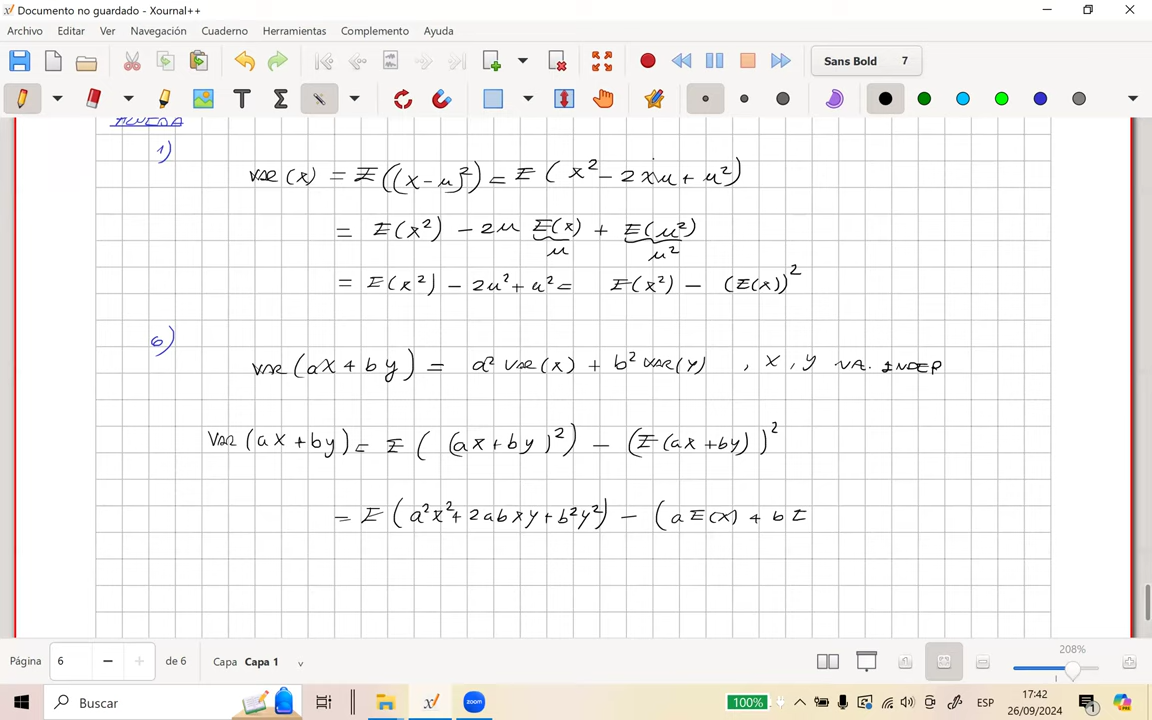 Documento no guardado - Xournal++
Archivo Editar Ver Navegación Cuaderno Herramientas Complemento Ayuda
Sans Bold 7
1)
VAR(X) = E((X-μ)²) = E(X² - 2Xμ + μ²)
= E(X²) - 2μ E(X) + E(μ²)
μ μ²
= E(X²) - 2μ² + μ² = E(X²) - (E(X))²
6)
VAR(aX + bY) = a² VAR(X) + b² VAR(Y) , X, Y VA. INDEP
VAR(aX + bY) = E((aX + bY)²) - (E(aX + bY))²
= E(a²X² + 2abXY + b²Y²) - (aE(X) + bE
Página 6 de 6 Capa Capa 1
208%
Buscar
zoom
100%
ESP
17:42
26/09/2024
1